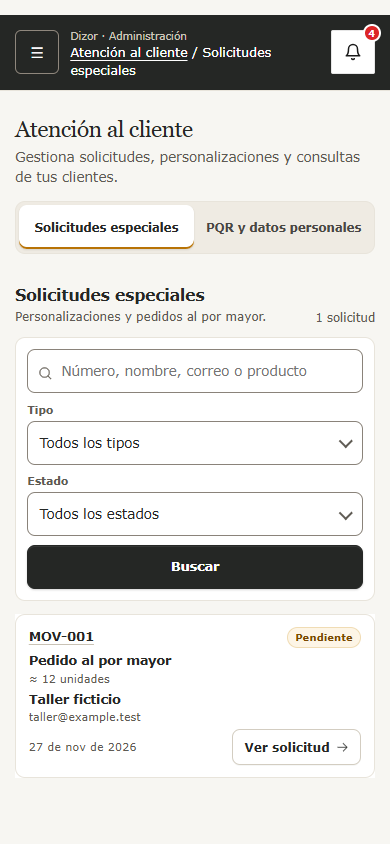 Dizor · Administración
Atención al cliente / Solicitudes
especiales
4
Atención al cliente
Gestiona solicitudes, personalizaciones y consultas
de tus clientes.
Solicitudes especiales
PQR y datos personales
Solicitudes especiales
Personalizaciones y pedidos al por mayor.
1 solicitud
Número, nombre, correo o producto
Tipo
Todos los tipos
Estado
Todos los estados
Buscar
MOV-001
Pendiente
Pedido al por mayor
≈ 12 unidades
Taller ficticio
taller@example.test
27 de nov de 2026
Ver solicitud →